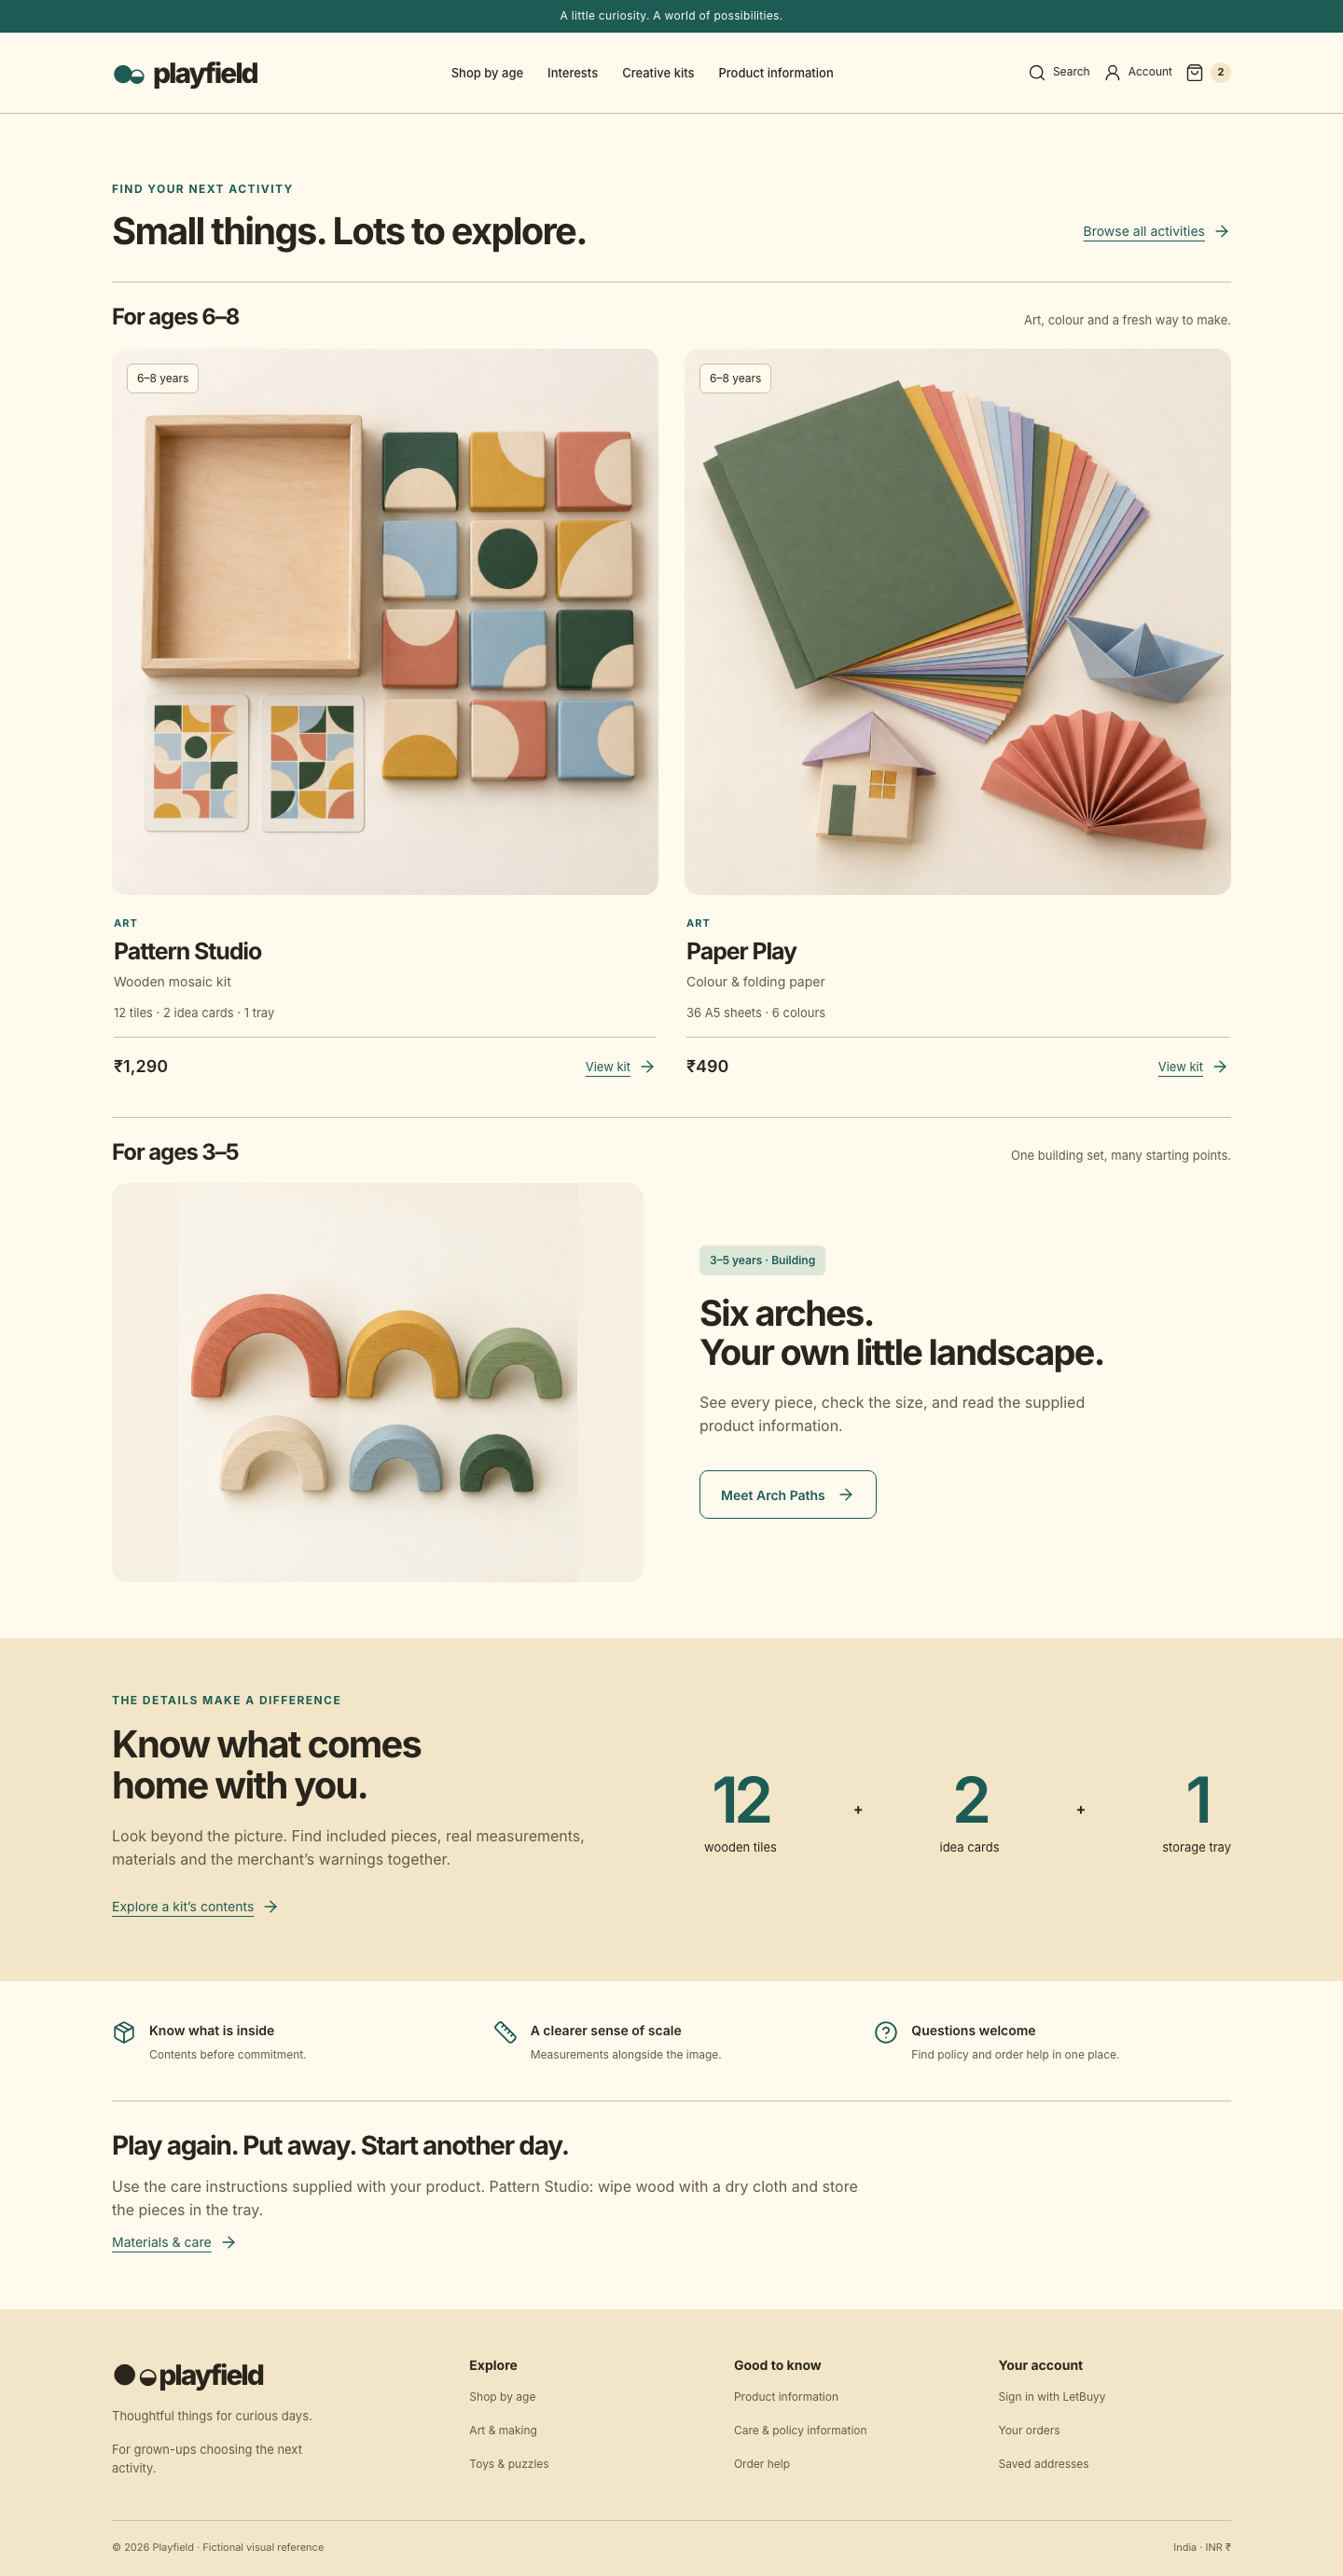 A little curiosity. A world of possibilities.
playfield
Shop by age
Interests
Creative kits
Product information
Search
Account
2
FIND YOUR NEXT ACTIVITY
Small things. Lots to explore.
Browse all activities
For ages 6–8
Art, colour and a fresh way to make.
6–8 years
6–8 years
ART
Pattern Studio
Wooden mosaic kit
12 tiles · 2 idea cards · 1 tray
₹1,290
View kit
ART
Paper Play
Colour & folding paper
36 A5 sheets · 6 colours
₹490
View kit
For ages 3–5
One building set, many starting points.
3–5 years · Building
Six arches.
Your own little landscape.
See every piece, check the size, and read the supplied
product information.
Meet Arch Paths
THE DETAILS MAKE A DIFFERENCE
Know what comes
home with you.
Look beyond the picture. Find included pieces, real measurements,
materials and the merchant’s warnings together.
Explore a kit’s contents
12
wooden tiles
+
2
idea cards
+
1
storage tray
Know what is inside
Contents before commitment.
A clearer sense of scale
Measurements alongside the image.
Questions welcome
Find policy and order help in one place.
Play again. Put away. Start another day.
Use the care instructions supplied with your product. Pattern Studio: wipe wood with a dry cloth and store
the pieces in the tray.
Materials & care
playfield
Thoughtful things for curious days.
For grown-ups choosing the next
activity.
Explore
Shop by age
Art & making
Toys & puzzles
Good to know
Product information
Care & policy information
Order help
Your account
Sign in with LetBuyy
Your orders
Saved addresses
© 2026 Playfield · Fictional visual reference
India · INR ₹